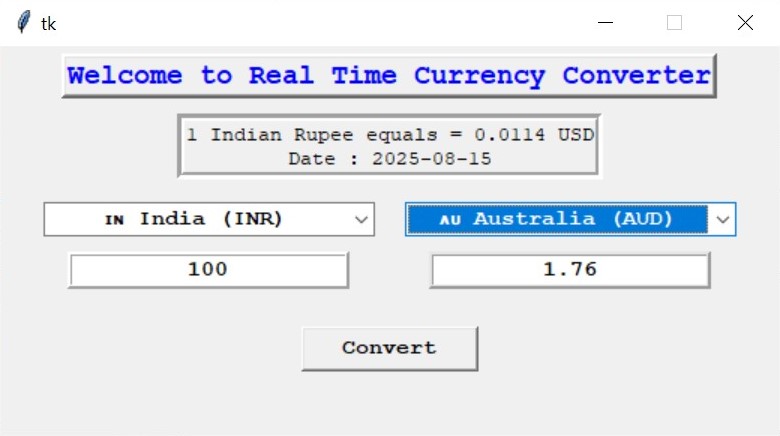 tk
Welcome to Real Time Currency Converter
1 Indian Rupee equals = 0.0114 USD
Date : 2025-08-15
IN India (INR)
AU Australia (AUD)
100
1.76
Convert